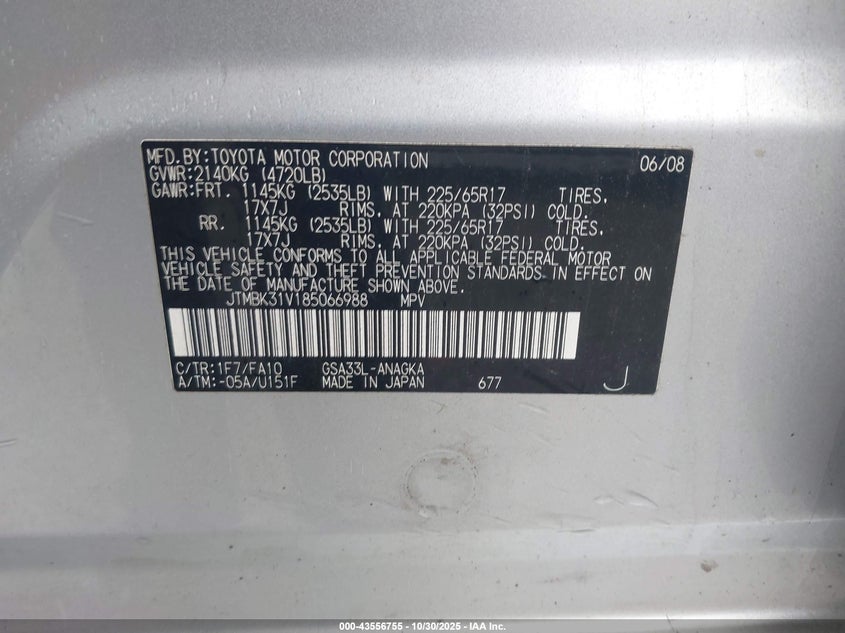 MFD.BY:TOYOTA MOTOR CORPORATION 06/08
GVWR:2140KG (4720LB)
GAWR:FRT. 1145KG (2535LB) WITH 225/65R17 TIRES,
17X7J RIMS, AT 220KPA (32PSI) COLD.
RR. 1145KG (2535LB) WITH 225/65R17 TIRES,
17X7J RIMS, AT 220KPA (32PSI) COLD.
THIS VEHICLE CONFORMS TO ALL APPLICABLE FEDERAL MOTOR
VEHICLE SAFETY AND THEFT PREVENTION STANDARDS IN EFFECT ON
THE DATE OF MANUFACTURE SHOWN ABOVE.
JTMBK31V185066988 MPV
C/TR:1F7/FA10 GSA33L-ANAGKA
A/TM:-05A/U151F MADE IN JAPAN 677 J
000-43556755 - 10/30/2025 - IAA Inc.